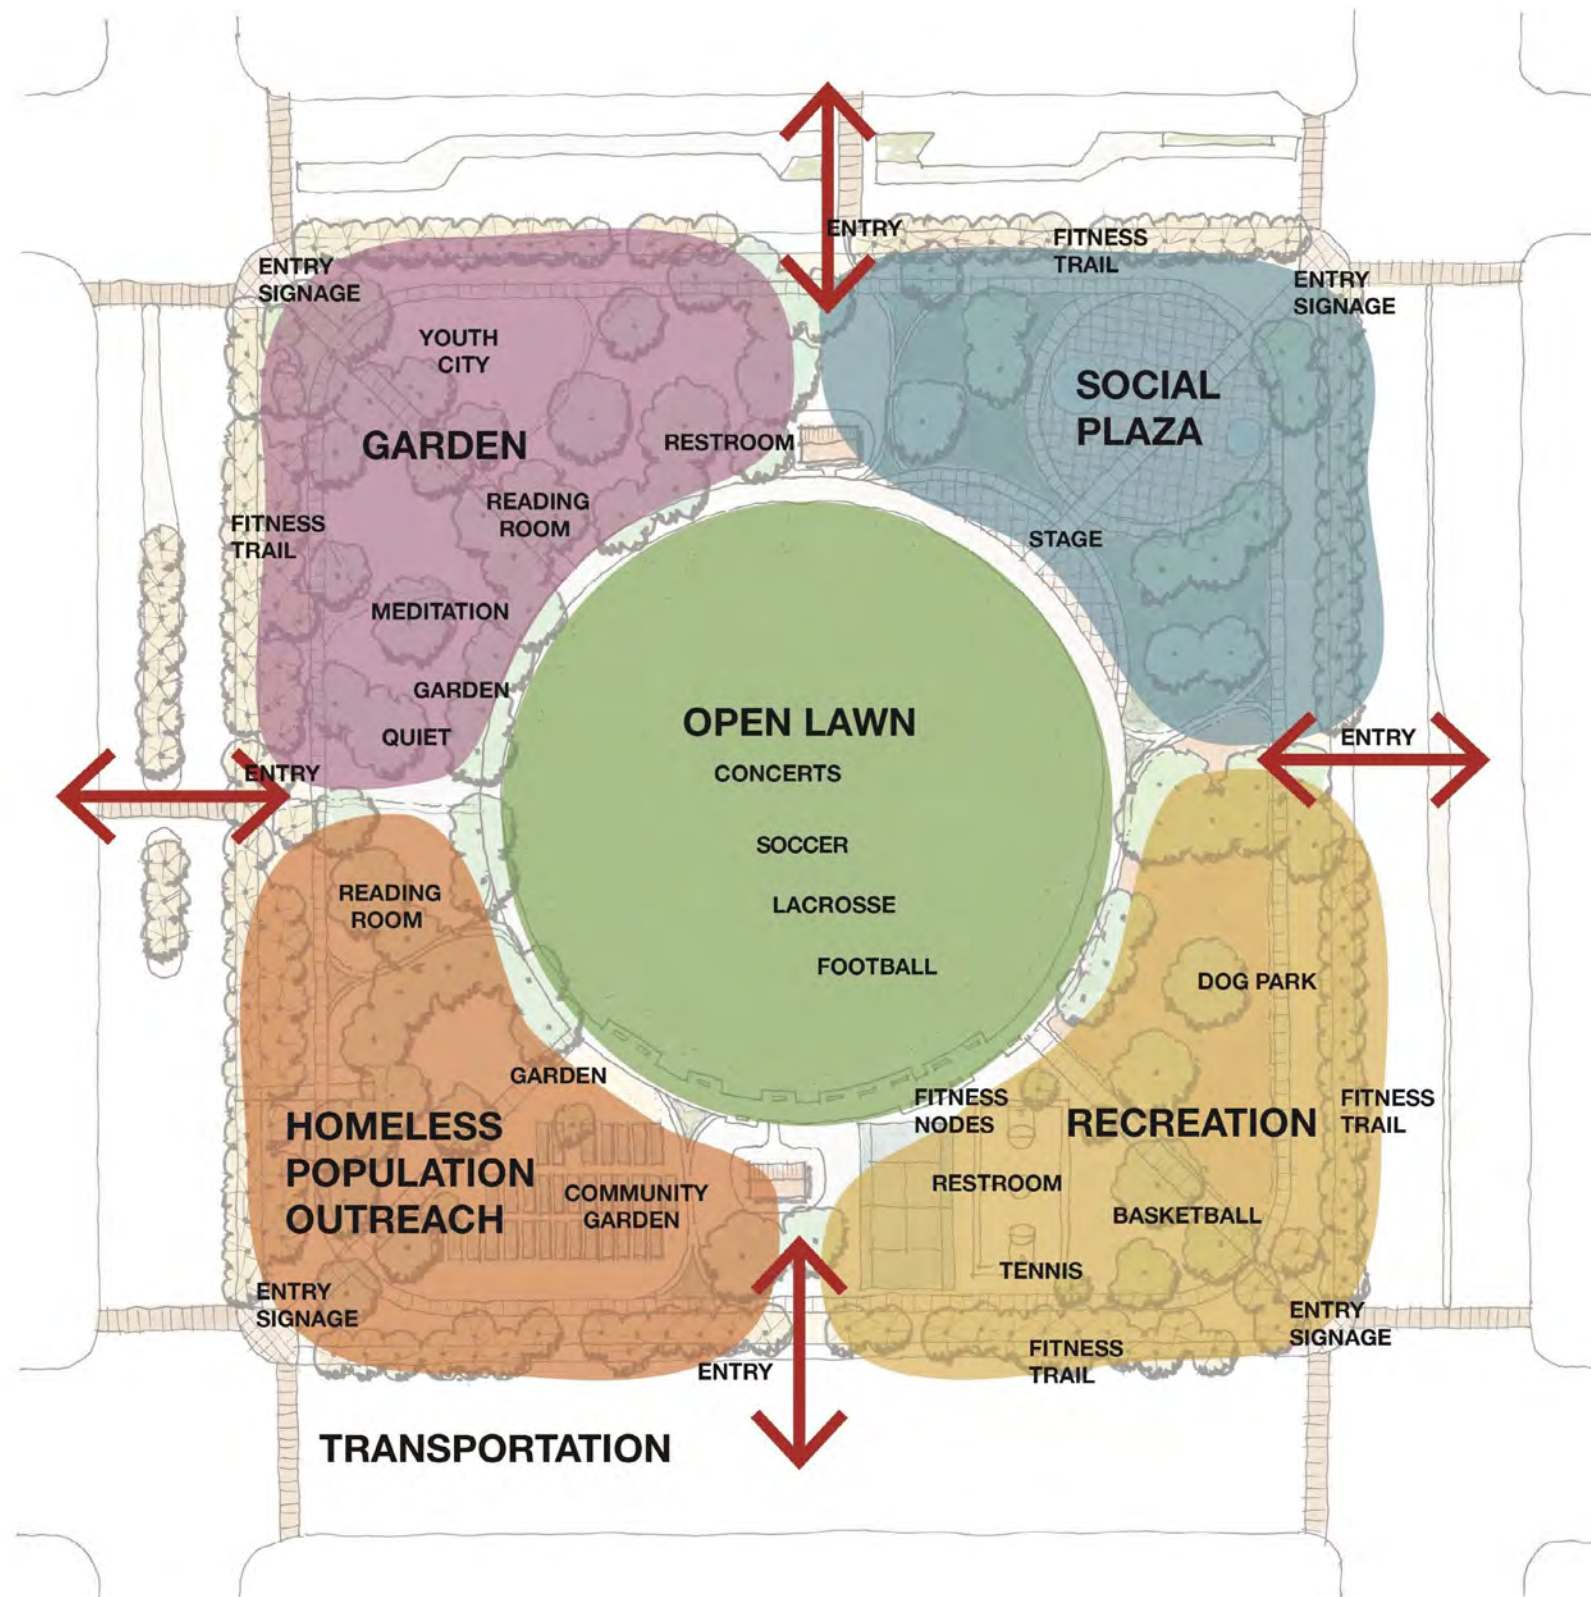 ENTRY
FITNESS
TRAIL
ENTRY
SIGNAGE
ENTRY
SIGNAGE
YOUTH
CITY
GARDEN
RESTROOM
SOCIAL
PLAZA
READING
ROOM
FITNESS
TRAIL
STAGE
MEDITATION
GARDEN
QUIET
ENTRY
ENTRY
OPEN LAWN
CONCERTS
SOCCER
LACROSSE
FOOTBALL
READING
ROOM
DOG PARK
GARDEN
HOMELESS
POPULATION
OUTREACH
COMMUNITY
GARDEN
FITNESS
NODES
RECREATION
FITNESS
TRAIL
RESTROOM
BASKETBALL
TENNIS
ENTRY
SIGNAGE
ENTRY
SIGNAGE
FITNESS
TRAIL
ENTRY
TRANSPORTATION